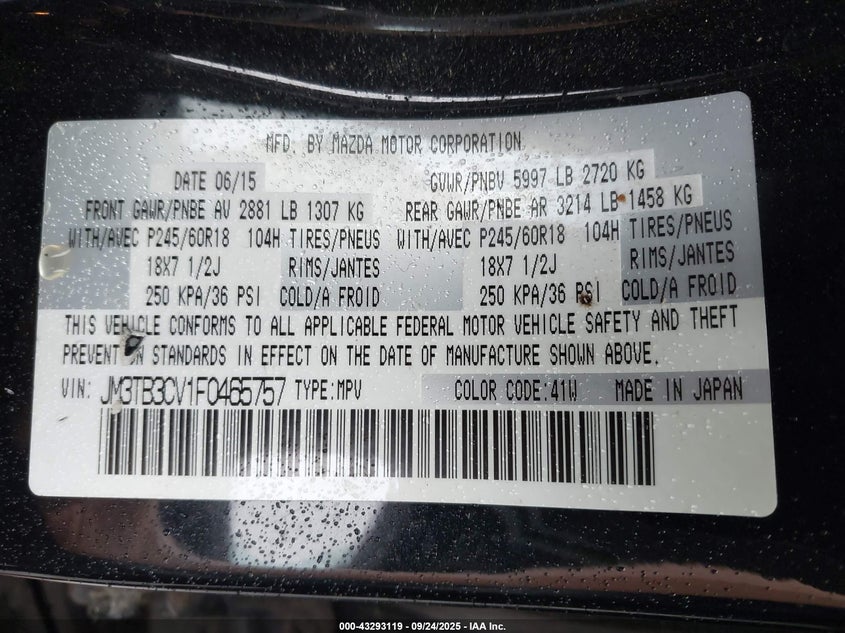 MFD. BY MAZDA MOTOR CORPORATION
DATE 06/15 GVWR/PNBV 5997 LB 2720 KG
FRONT GAWR/PNBE AV 2881 LB 1307 KG REAR GAWR/PNBE AR 3214 LB 1458 KG
WITH/AVEC P245/60R18 104H TIRES/PNEUS WITH/AVEC P245/60R18 104H TIRES/PNEUS
18X7 1/2J RIMS/JANTES 18X7 1/2J RIMS/JANTES
250 KPA/36 PSI COLD/A FROID 250 KPA/36 PSI COLD/A FROID
THIS VEHICLE CONFORMS TO ALL APPLICABLE FEDERAL MOTOR VEHICLE SAFETY AND THEFT
PREVENTION STANDARDS IN EFFECT ON THE DATE OF MANUFACTURE SHOWN ABOVE.
VIN: JM3TB3CV1F0465757 TYPE:MPV COLOR CODE:41W MADE IN JAPAN
000-43293119 - 09/24/2025 - IAA Inc.